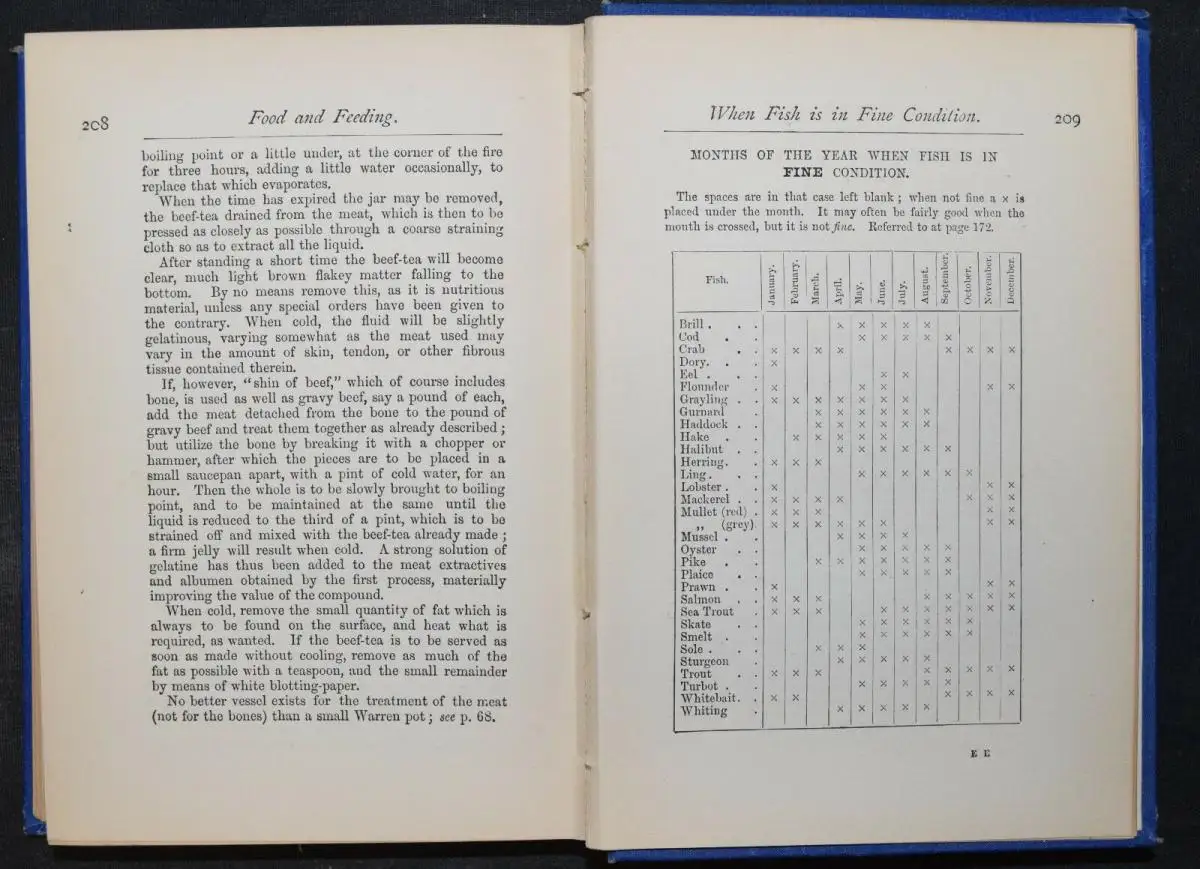 208
Food and Feeding.
boiling point or a little under, at the corner of the fire
for three hours, adding a little water occasionally, to
replace that which evaporates.
When the time has expired the jar may be removed,
the beef-tea drained from the meat, which is then to be
pressed as closely as possible through a coarse straining
cloth so as to extract all the liquid.
After standing a short time the beef-tea will become
clear, much light brown flakey matter falling to the
bottom. By no means remove this, as it is nutritious
material, unless any special orders have been given to
the contrary. When cold, the fluid will be slightly
gelatinous, varying somewhat as the meat used may
vary in the amount of skin, tendon, or other fibrous
tissue contained therein.
If, however, "shin of beef," which of course includes
bone, is used as well as gravy beef, say a pound of each,
add the meat detached from the bone to the pound of
gravy beef and treat them together as already described;
but utilize the bone by breaking it with a chopper or
hammer, after which the pieces are to be placed in a
small saucepan apart, with a pint of cold water, for an
hour. Then the whole is to be slowly brought to boiling
point, and to be maintained at the same until the
liquid is reduced to the third of a pint, which is to be
strained off and mixed with the beef-tea already made;
a firm jelly will result when cold. A strong solution of
gelatine has thus been added to the meat extractives
and albumen obtained by the first process, materially
improving the value of the compound.
When cold, remove the small quantity of fat which is
always to be found on the surface, and heat what is
required, as wanted. If the beef-tea is to be served as
soon as made without cooling, remove as much of the
fat as possible with a teaspoon, and the small remainder
by means of white blotting-paper.
No better vessel exists for the treatment of the meat
(not for the bones) than a small Warren pot; see p. 68.
When Fish is in Fine Condition.
209
MONTHS OF THE YEAR WHEN FISH IS IN
FINE CONDITION.
The spaces are in that case left blank; when not fine a x is
placed under the month. It may often be fairly good when the
month is crossed, but it is not fine. Referred to at page 172.
Fish. January. February. March. April. May. June. July. August. September. October. November. December.
Brill . . . x x x x x
Cod . . x x x x x
Crab . . x x x x x x x x
Dory. . . x
Eel . . . x x
Flounder x x x x x
Grayling . . x x x x x x x
Gurnard . x x x x x x
Haddock . . x x x x x x
Hake . . x x x x x
Halibut . . x x x x x x
Herring. . x x x
Ling . . . x x x x x x
Lobster . . x x x
Mackerel . . x x x x x x x
Mullet (red) . x x x x x
,, (grey) x x x x x x x x
Mussel . . x x x x
Oyster . . x x x x x
Pike . . x x x x x x x
Plaice . . x x x x x
Prawn . . x x x
Salmon . . x x x x x x x x
Sea Trout . x x x x x x x x x x
Skate . . x x x x x x
Smelt . . x x x x x x
Sole . . . x x x
Sturgeon . x x x x x
Trout . . x x x x x x x x
Turbot . . x x x x x
Whitebait. . x x x x x x
Whiting . x x x x x
E E